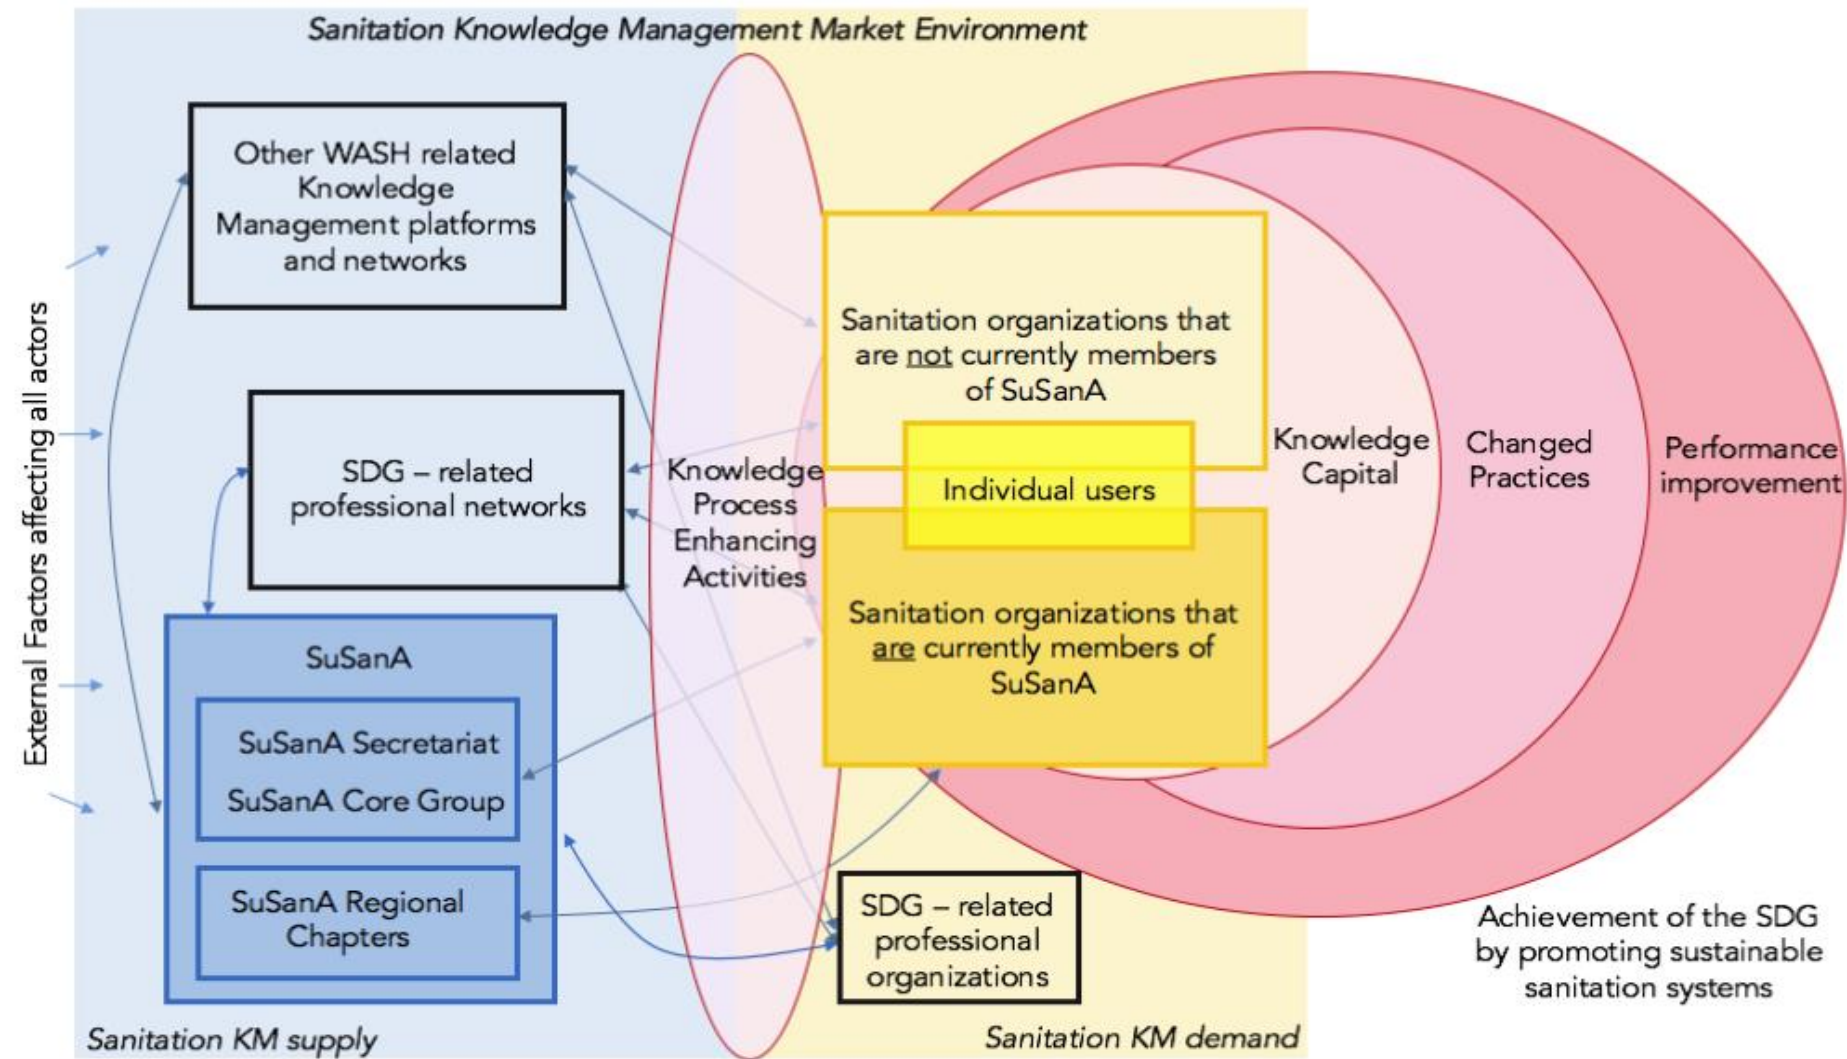 Sanitation Knowledge Management Market Environment
Other WASH related
Knowledge
Management platforms
and networks
External Factors affecting all actors
SDG – related
professional networks
SuSanA
SuSanA Secretariat
SuSanA Core Group
SuSanA Regional
Chapters
Sanitation KM supply
Knowledge
Process
Enhancing
Activities
Sanitation organizations that
are not currently members
of SuSanA
Individual users
Sanitation organizations that
are currently members of
SuSanA
SDG – related
professional
organizations
Sanitation KM demand
Knowledge
Capital
Changed
Practices
Performance
improvement
Achievement of the SDG
by promoting sustainable
sanitation systems